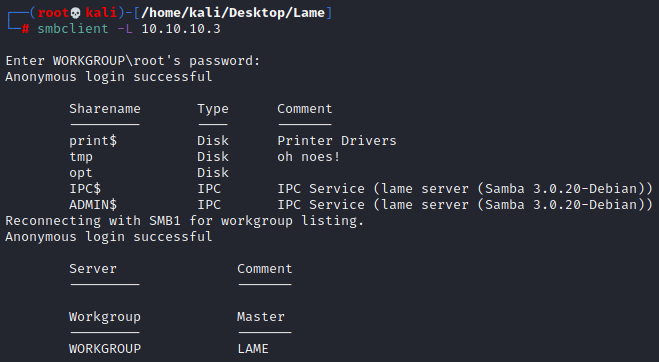 ┌──(root💀kali)-[/home/kali/Desktop/Lame]
└─# smbclient -L 10.10.10.3
Enter WORKGROUP\root's password:
Anonymous login successful
Sharename Type Comment
--------- ---- -------
print$ Disk Printer Drivers
tmp Disk oh noes!
opt Disk
IPC$ IPC IPC Service (lame server (Samba 3.0.20-Debian))
ADMIN$ IPC IPC Service (lame server (Samba 3.0.20-Debian))
Reconnecting with SMB1 for workgroup listing.
Anonymous login successful
Server Comment
--------- -------
Workgroup Master
--------- -------
WORKGROUP LAME